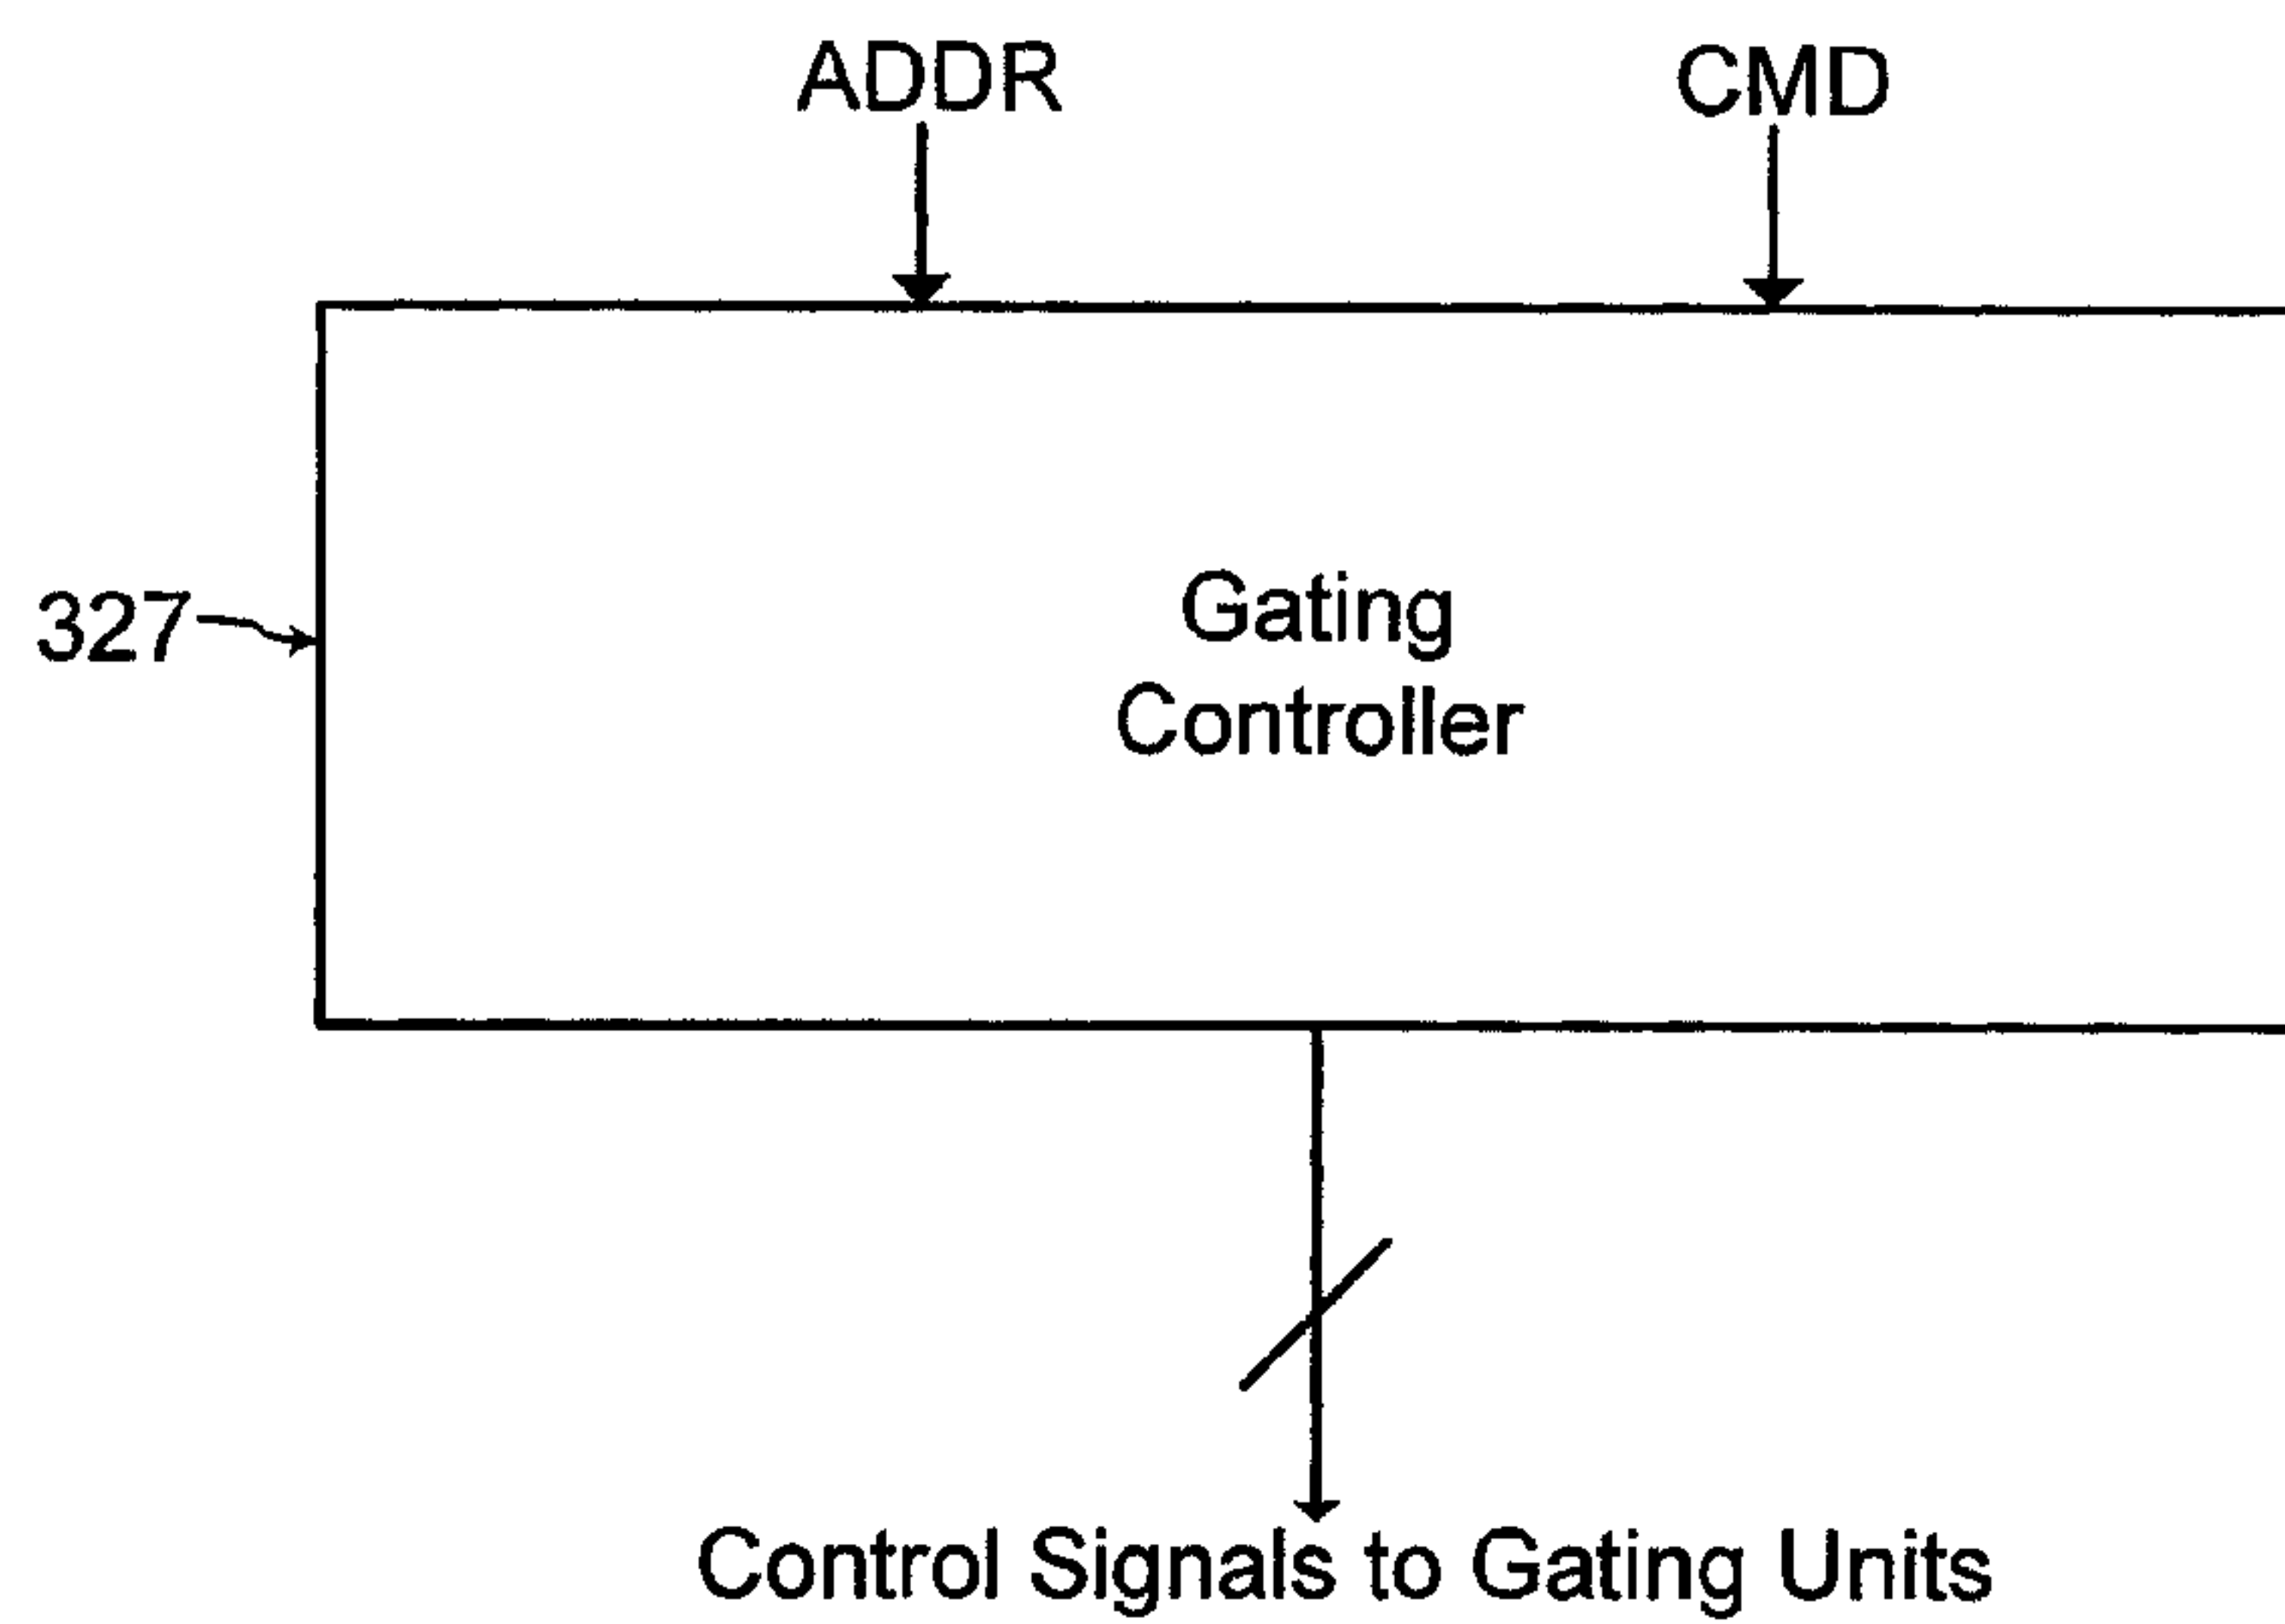 ADDR
CMD
327
Gating
Controller
Control Signals to Gating Units